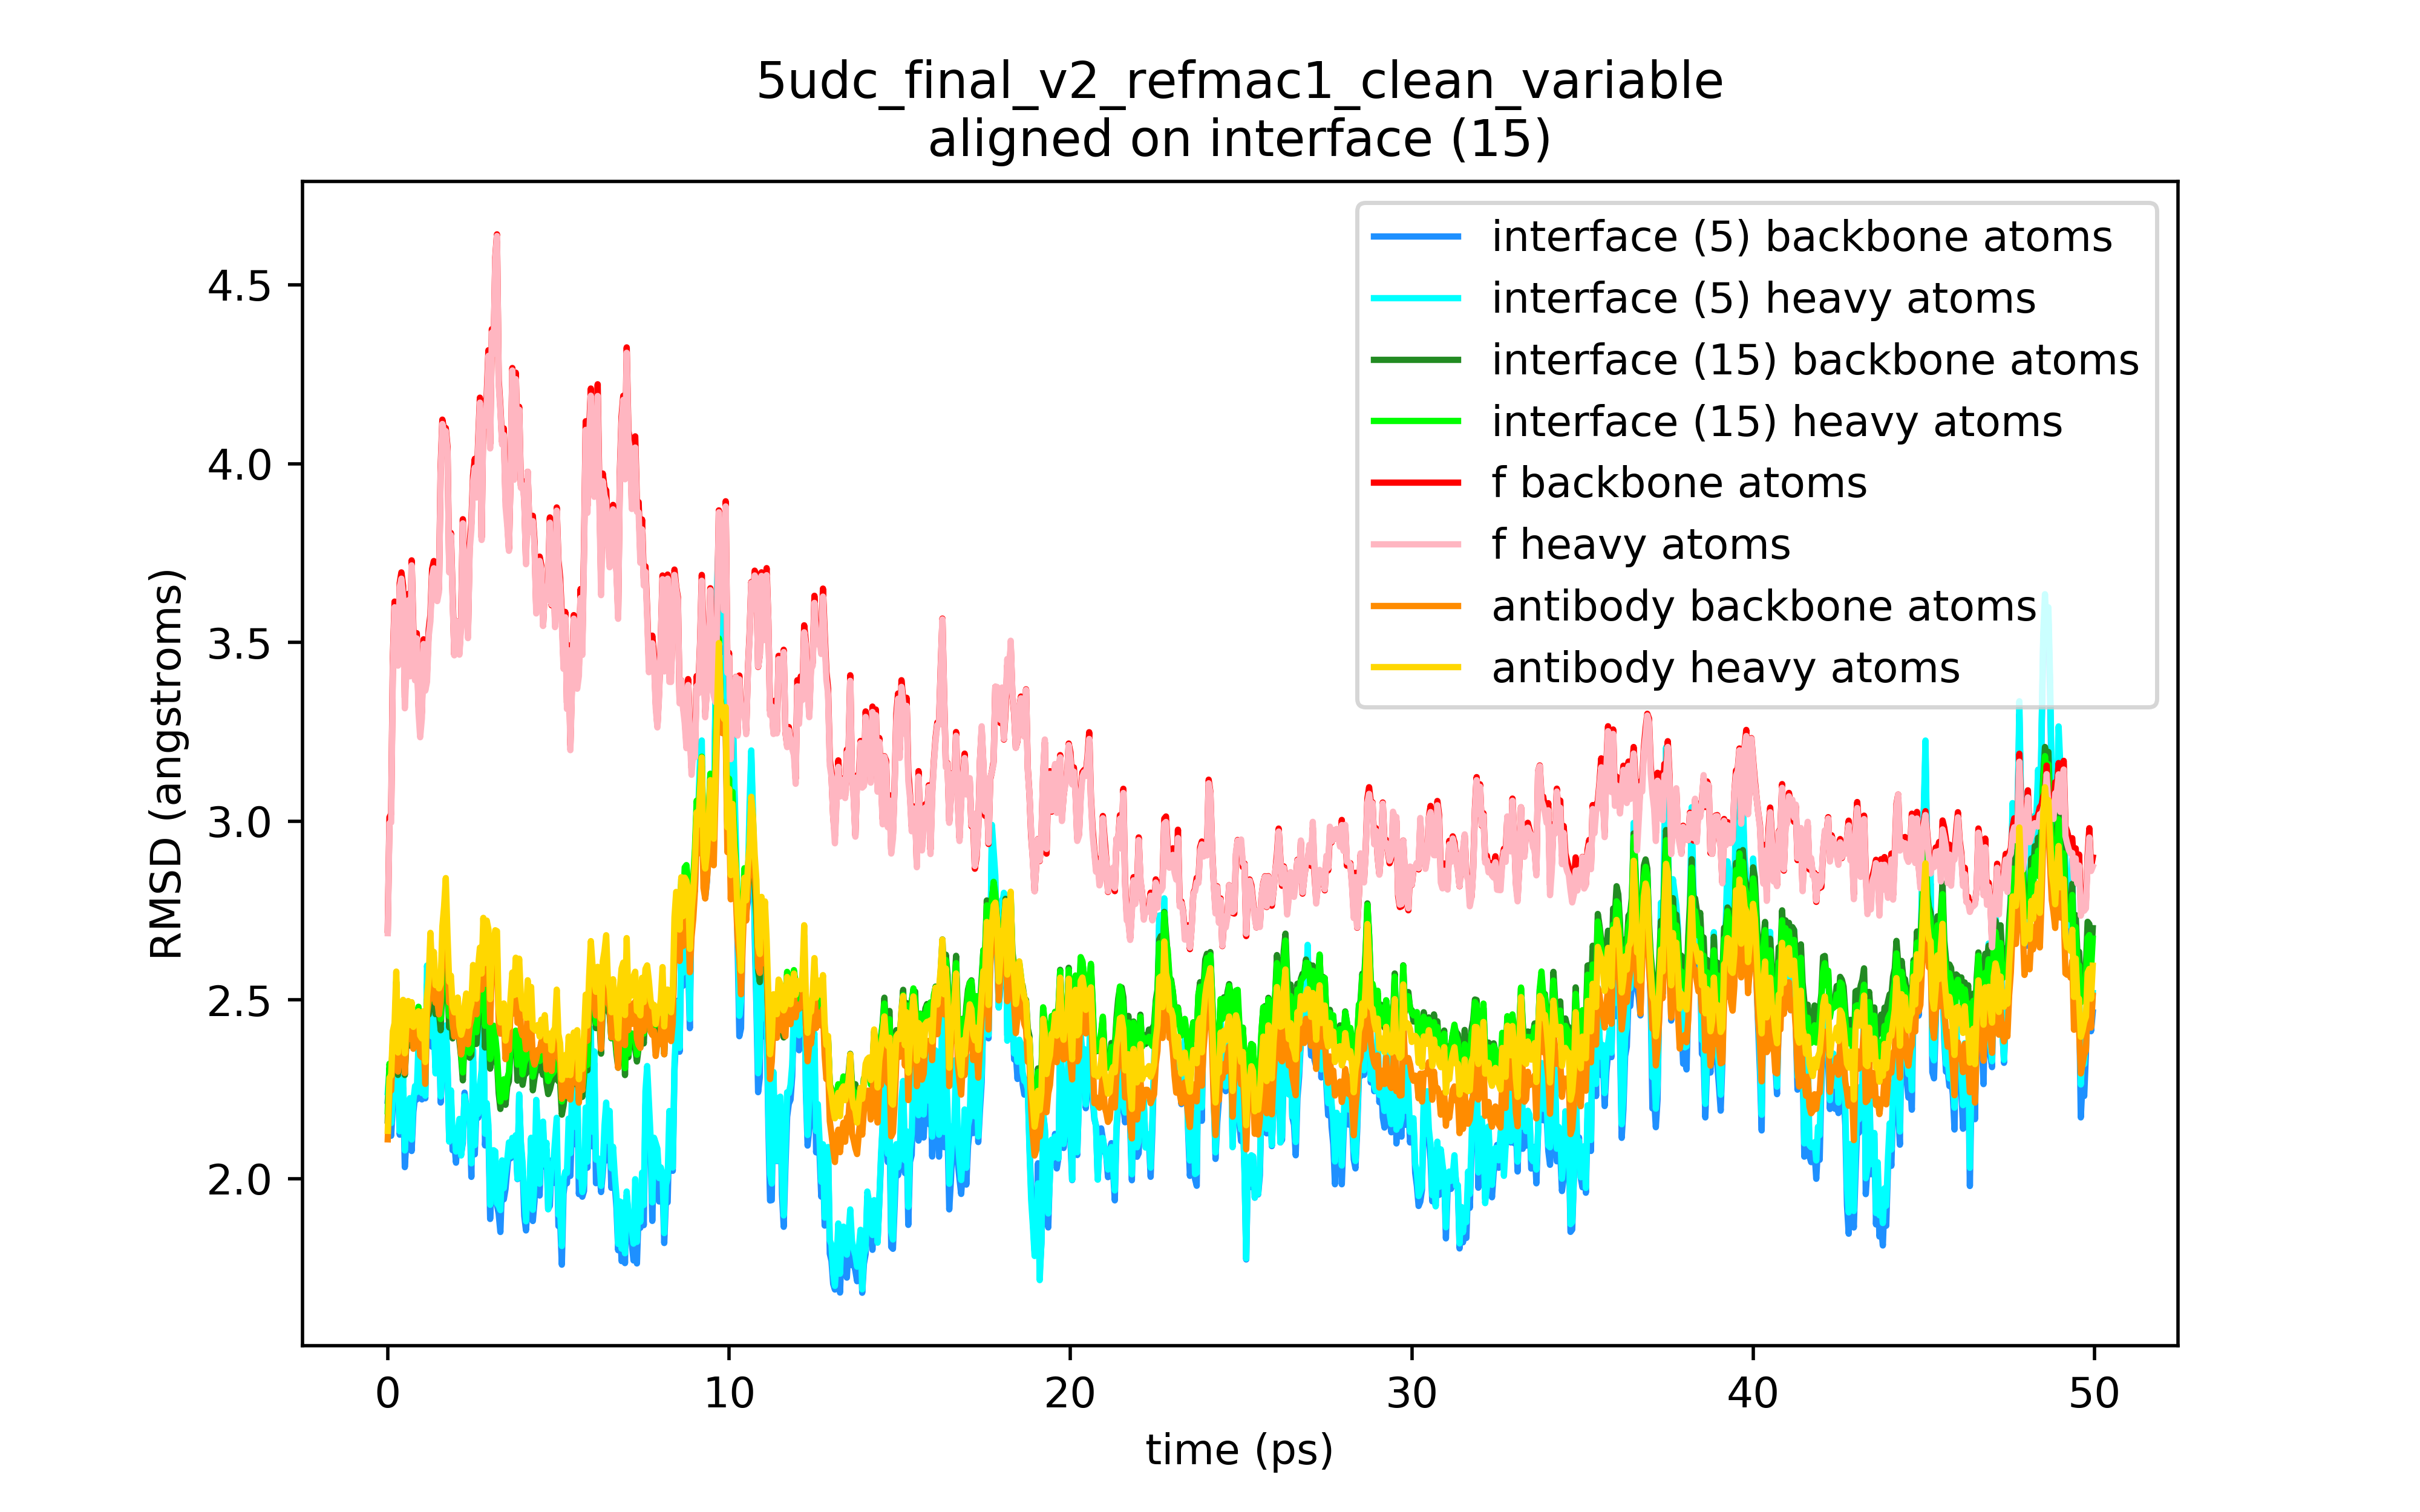 5udc_final_v2_refmac1_clean_variable
aligned on interface (15)
interface (5) backbone atoms
interface (5) heavy atoms
interface (15) backbone atoms
interface (15) heavy atoms
f backbone atoms
f heavy atoms
antibody backbone atoms
antibody heavy atoms
RMSD (angstroms)
4.5
4.0
3.5
3.0
2.5
2.0
0 10 20 30 40 50
time (ps)